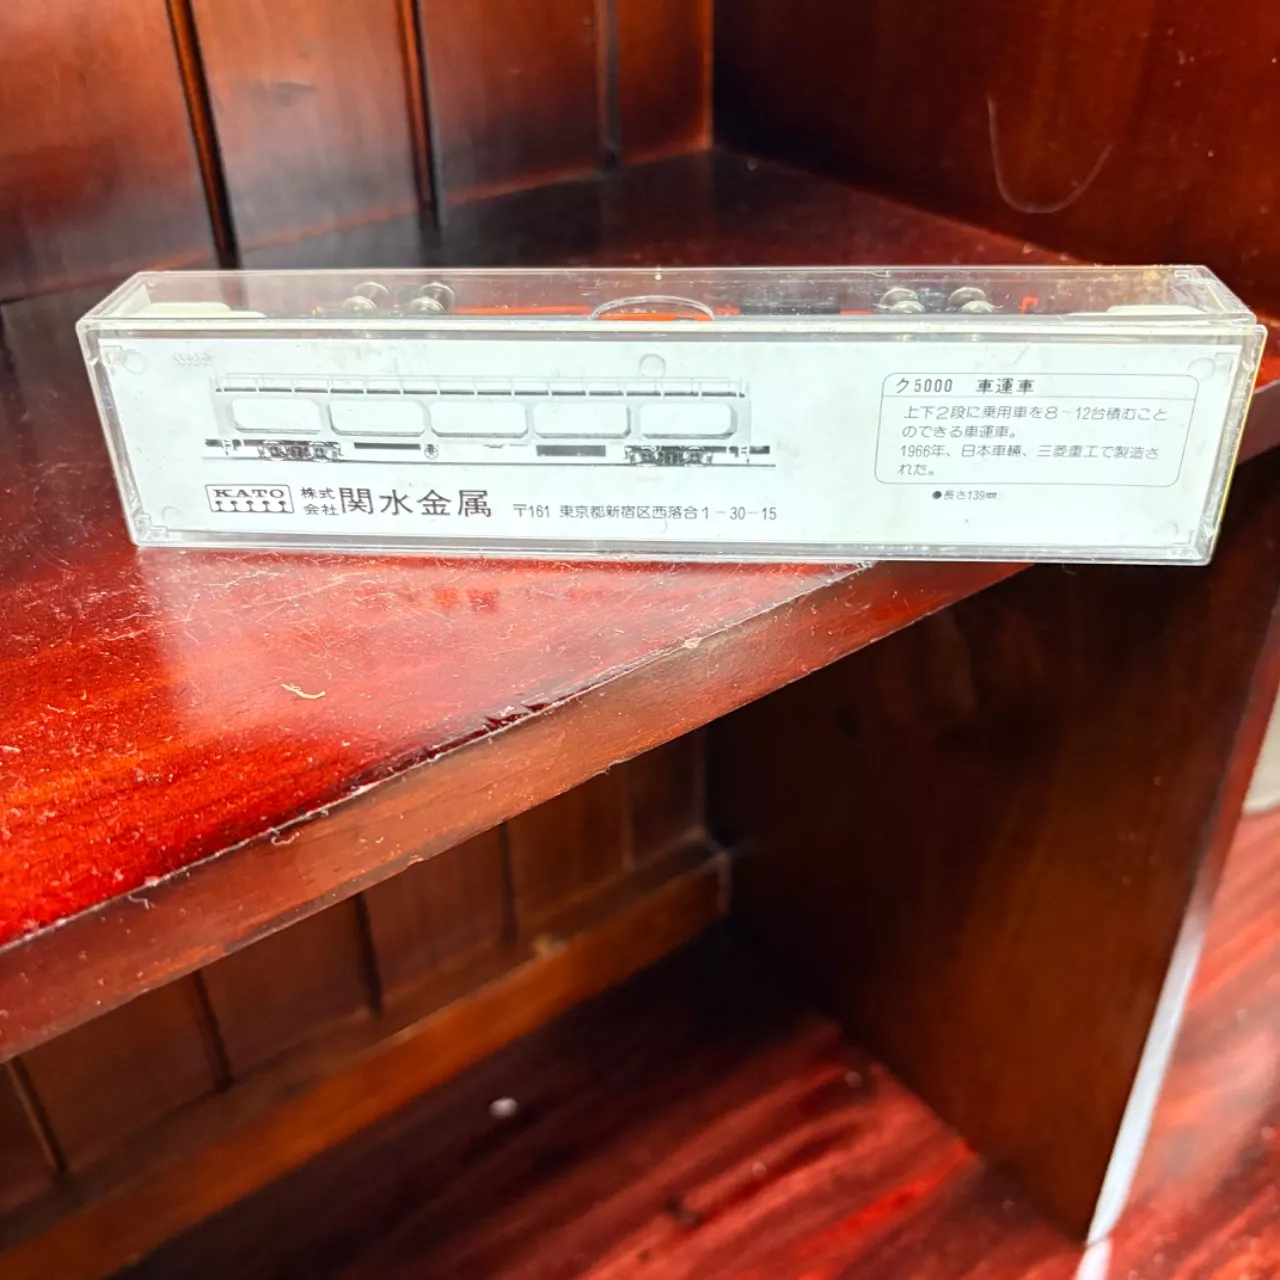 ク5000 車運車
上下2段に乗用車を8~12台積むこと
のできる車運車。
1966年、日本車輛、三菱重工で製造さ
れた。
●長さ139㎜
KATO 株式会社 関水金属 〒161 東京都新宿区西落合1-30-15